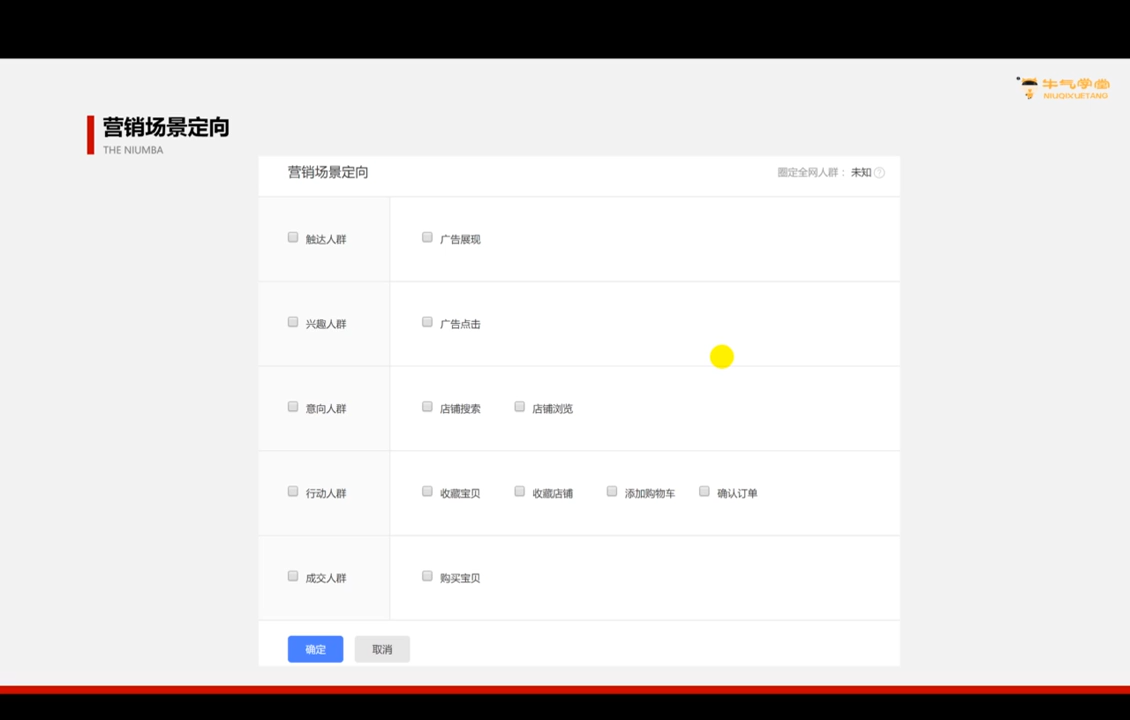 牛气学堂
NIUQIXUETANG
营销场景定向
THE NIUMBA
营销场景定向 圈定全网人群： 未知 ?
触达人群 广告展现
兴趣人群 广告点击
意向人群 店铺搜索 店铺浏览
行动人群 收藏宝贝 收藏店铺 添加购物车 确认订单
成交人群 购买宝贝
确定 取消